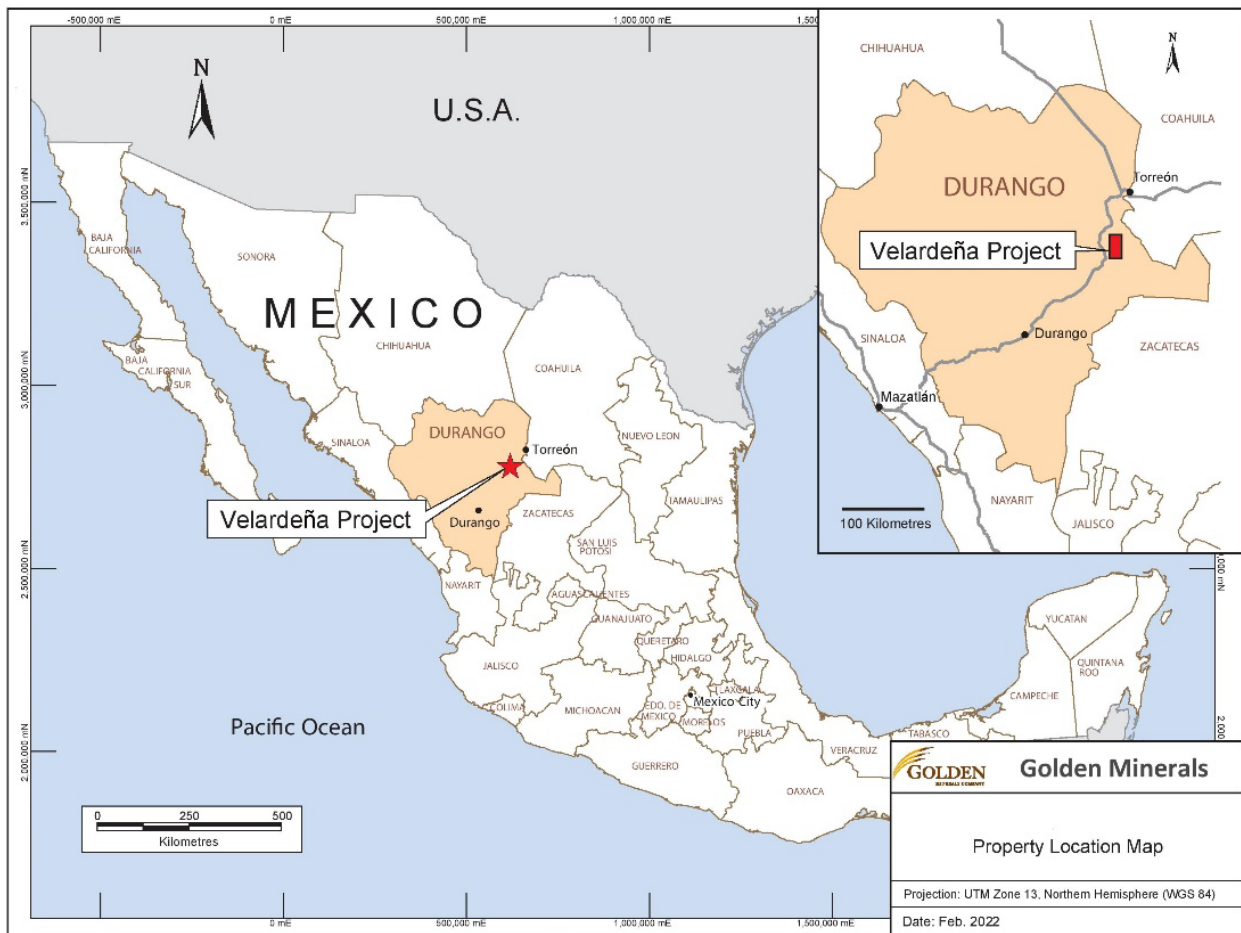 -500,000 mE
0 mE
500,000 mE
1,000,000 mE
N
U.S.A.
3,500,000 mN
BAJA
CALIFORNIA
SONORA
MEXICO
CHIHUAHUA
COAHUILA
BAJA
CALIFORNIA
SUR
3,000,000 mN
SINALOA
DURANGO
Torreón
NUEVO LEON
Velardeña Project
Durango
ZACATECAS
TAMAULIPAS
SAN LUIS
POTOSI
2,500,000 mN
NAYARIT
AGUASCALIENTES
GUANAJUATO
QUERETARO
HIDALGO
JALISCO
TLAXCALA
Mexico City
COLIMA
MICHOACAN
EDO. DE
MEXICO
MORELOS
PUEBLA
VERACRUZ
Pacific Ocean
GUERRERO
OAXACA
TABASCO
CAMPECHE
YUCATAN
QUINTANA
ROO
2,000,000 mN
0
250
500
Kilometres
0 mE
500,000 mE
1,000,000 mE
1,500,000 mE
CHIHUAHUA
N
COAHUILA
DURANGO
Torreón
Velardeña Project
SINALOA
Durango
ZACATECAS
Mazatlán
NAYARIT
JALISCO
100 Kilometres
GOLDEN
MINERALS COMPANY
Golden Minerals
Property Location Map
Projection: UTM Zone 13, Northern Hemisphere (WGS 84)
Date: Feb. 2022